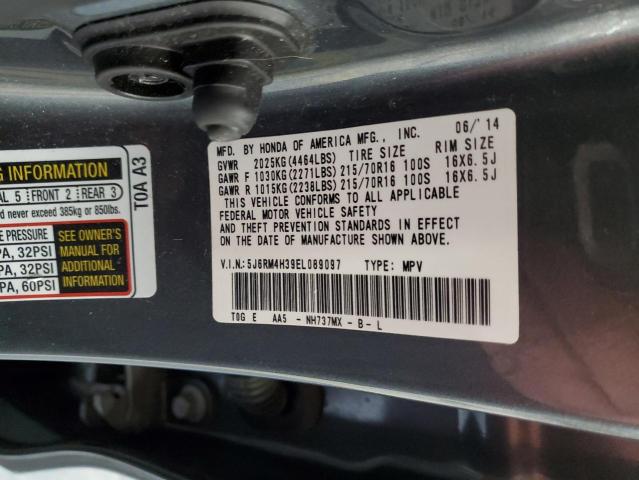 G INFORMATION
AL 5 FRONT 2 REAR 3
d never exceed 385kg or 850lbs.
E PRESSURE
PA, 32PSI
PA, 32PSI
PA, 60PSI
SEE OWNER'S
MANUAL FOR
ADDITIONAL
INFORMATION
T0A A3
MFD. BY HONDA OF AMERICA MFG., INC. 06/'14
GVWR 2025KG(4464LBS) TIRE SIZE RIM SIZE
GAWR F 1030KG(2271LBS) 215/70R16 100S 16X6.5J
GAWR R 1015KG(2238LBS) 215/70R16 100S 16X6.5J
THIS VEHICLE CONFORMS TO ALL APPLICABLE
FEDERAL MOTOR VEHICLE SAFETY
AND THEFT PREVENTION STANDARDS IN EFFECT ON
THE DATE OF MANUFACTURE SHOWN ABOVE.
V.I.N.:5J6RM4H39EL089097 TYPE: MPV
T0G E AA5 - NH737MX - B - L